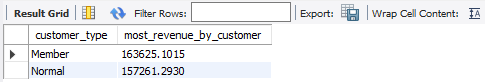 Result Grid Filter Rows: Export: Wrap Cell Content:
customer_type most_revenue_by_customer
Member 163625.1015
Normal 157261.2930